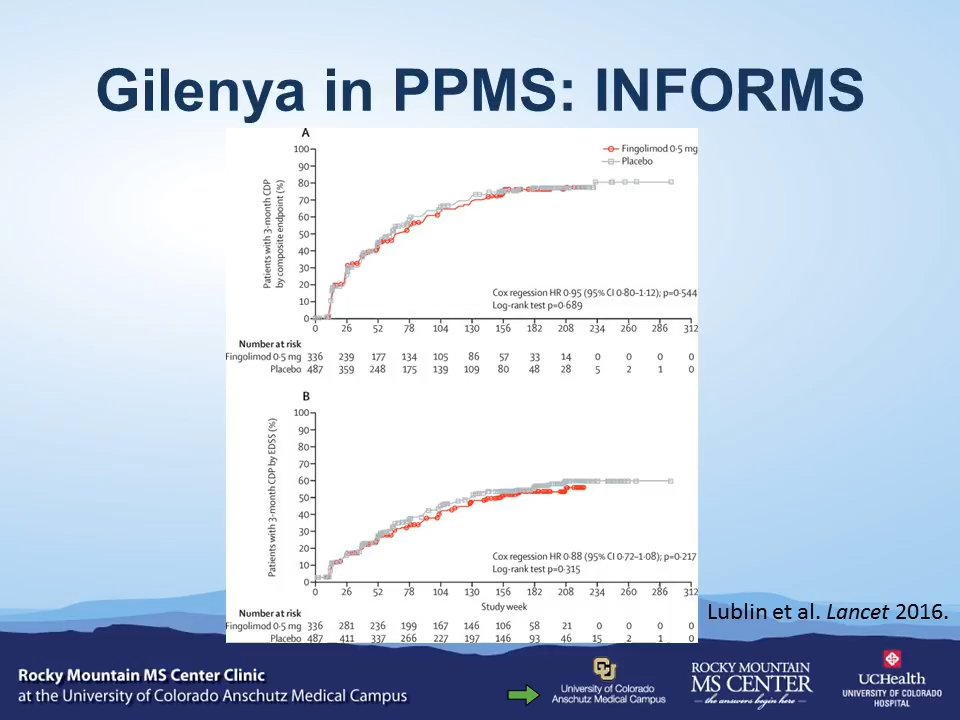 Gilenya in PPMS: INFORMS
A
Fingolimod 0·5 mg
Placebo
Patients with 3-month CDP
by composite endpoint (%)
100
90
80
70
60
50
40
30
20
10
0
Cox regession HR 0·95 (95% CI 0·80–1·12); p=0·544
Log-rank test p=0·689
0 26 52 78 104 130 156 182 208 234 260 286 312
Number at risk
Fingolimod 0·5 mg 336 239 177 134 105 86 57 33 14 0 0 0 0
Placebo 487 359 248 175 139 109 80 48 28 5 2 1 0
B
Patients with 3-month CDP by EDSS (%)
100
90
80
70
60
50
40
30
20
10
0
Cox regession HR 0·88 (95% CI 0·72–1·08); p=0·217
Log-rank test p=0·315
0 26 52 78 104 130 156 182 208 234 260 286 312
Study week
Number at risk
Fingolimod 0·5 mg 336 281 236 199 167 146 106 58 21 0 0 0 0
Placebo 487 411 337 266 227 197 146 93 46 15 2 1 0
Lublin et al. Lancet 2016.
Rocky Mountain MS Center Clinic
at the University of Colorado Anschutz Medical Campus
CU
University of Colorado
Anschutz Medical Campus
ROCKY MOUNTAIN
MS CENTER
the answers begin here
UCHealth
UNIVERSITY OF COLORADO
HOSPITAL